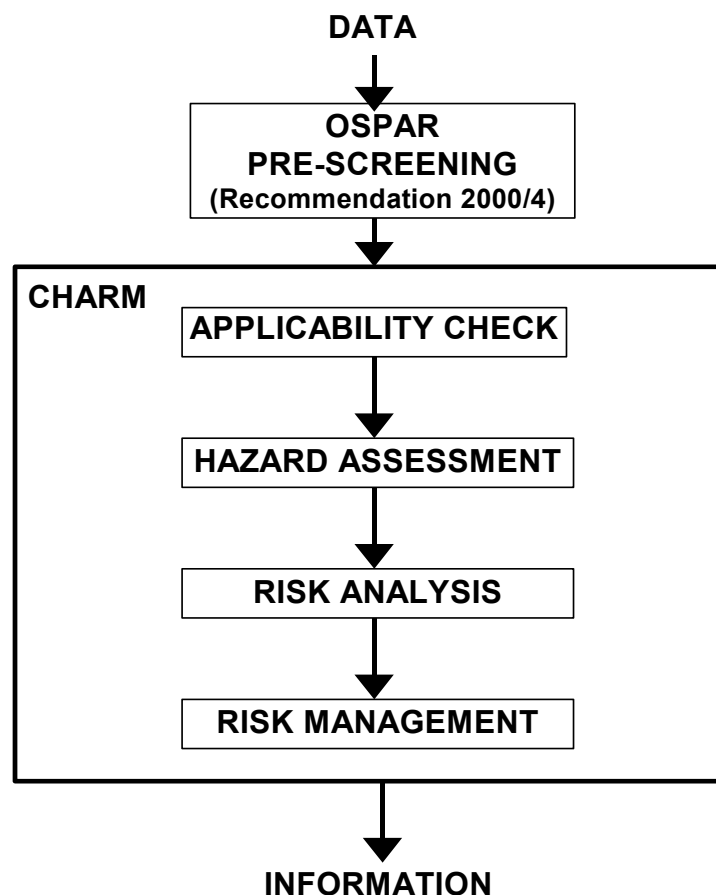 DATA
OSPAR
PRE-SCREENING
(Recommendation 2000/4)
CHARM
APPLICABILITY CHECK
HAZARD ASSESSMENT
RISK ANALYSIS
RISK MANAGEMENT
INFORMATION